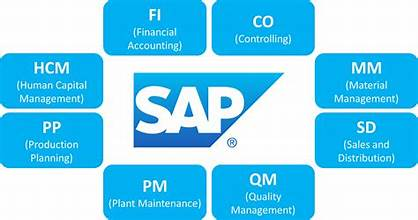 FI
(Financial
Accounting)
CO
(Controlling)
HCM
(Human Capital
Management)
MM
(Material
Management)
SAP
®
PP
(Production
Planning)
SD
(Sales and
Distribution)
PM
(Plant Maintenance)
QM
(Quality
Management)